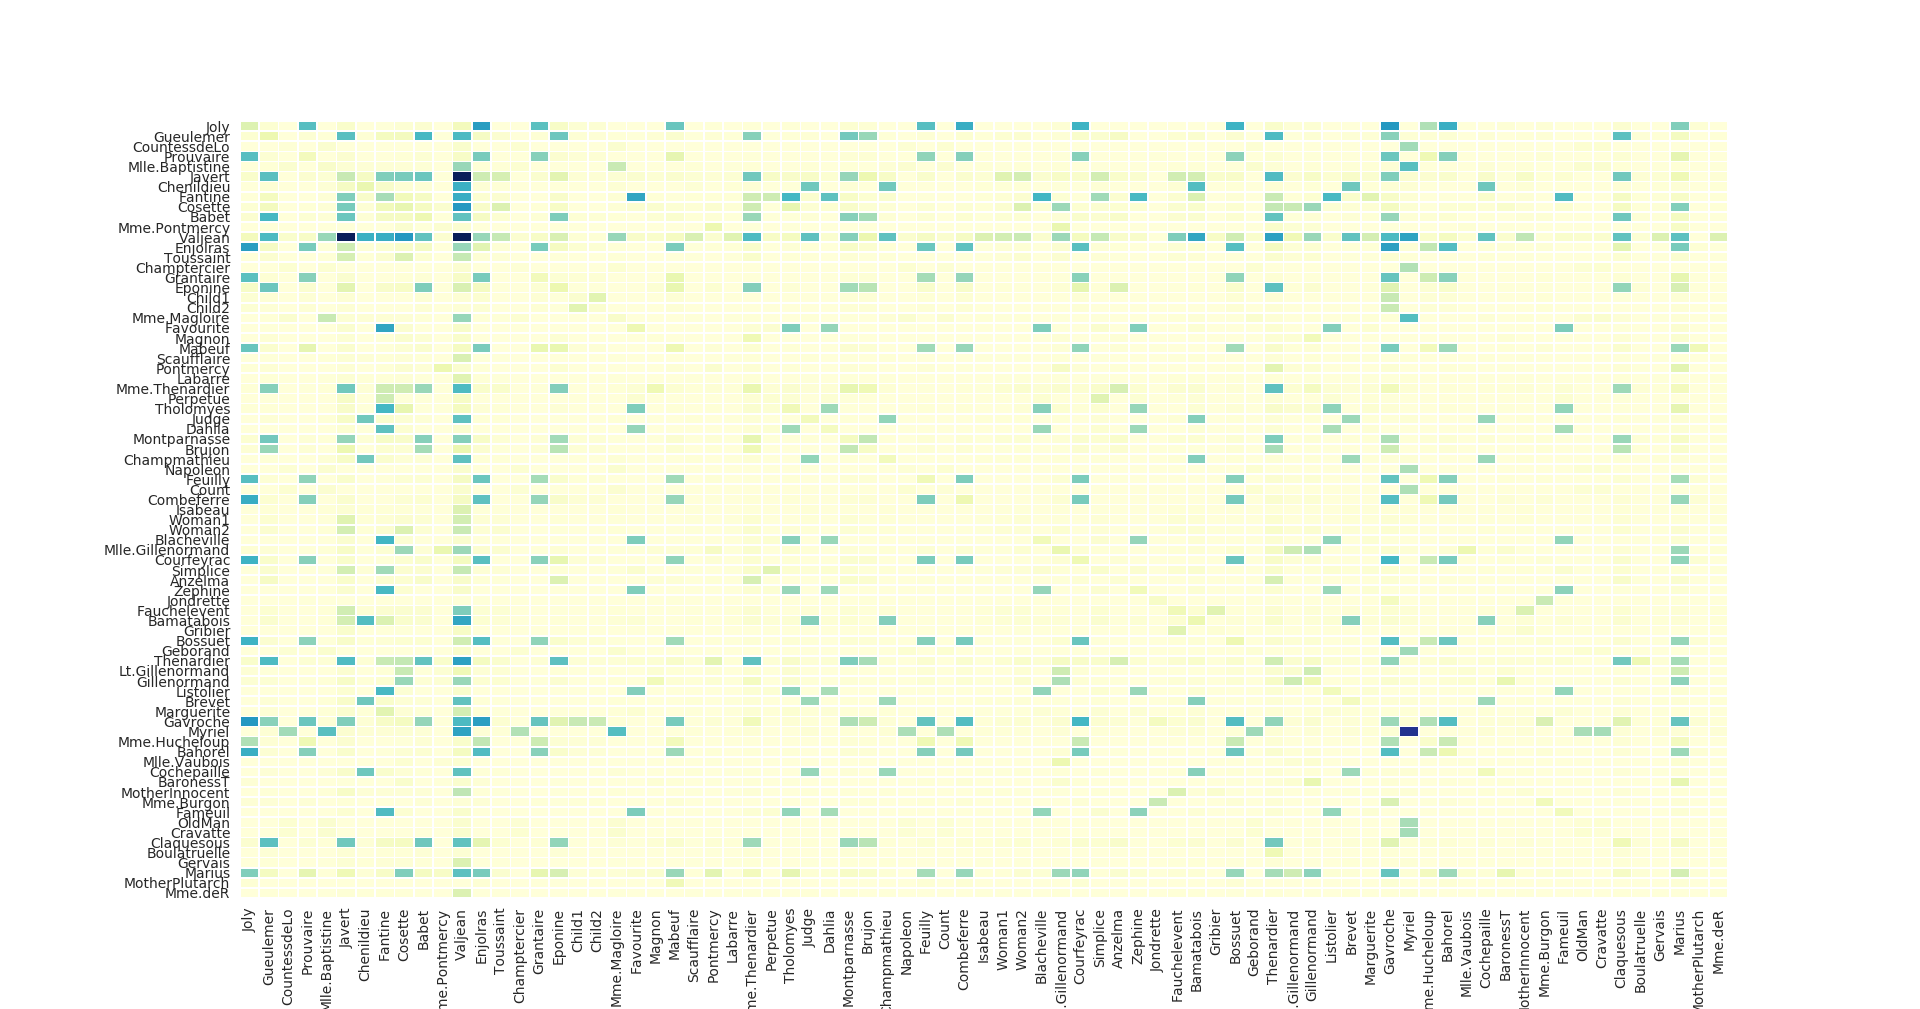 Joly
Gueulemer
CountessdeLo
Prouvaire
Mlle.Baptistine
Javert
Chenildieu
Fantine
Cosette
Babet
Mme.Pontmercy
Valjean
Enjolras
Toussaint
Champtercier
Grantaire
Eponine
Child1
Child2
Mme.Magloire
Favourite
Magnon
Mabeuf
Scaufflaire
Pontmercy
Labarre
Mme.Thenardier
Perpetue
Tholomyes
Judge
Dahlia
Montparnasse
Brujon
Champmathieu
Napoleon
Feuilly
Count
Combeferre
Isabeau
Woman1
Woman2
Blacheville
Mlle.Gillenormand
Courfeyrac
Simplice
Anzelma
Zephine
Jondrette
Fauchelevent
Bamatabois
Gribier
Bossuet
Geborand
Thenardier
Lt.Gillenormand
Gillenormand
Listolier
Brevet
Marguerite
Gavroche
Myriel
Mme.Hucheloup
Bahorel
Mlle.Vaubois
Cochepaille
BaronessT
MotherInnocent
Mme.Burgon
Fameuil
OldMan
Cravatte
Claquesous
Boulatruelle
Gervais
Marius
MotherPlutarch
Mme.deR
Joly
Gueulemer
CountessdeLo
Prouvaire
Mlle.Baptistine
Javert
Chenildieu
Fantine
Cosette
Babet
me.Pontmercy
Valjean
Enjolras
Toussaint
Champtercier
Grantaire
Eponine
Child1
Child2
Mme.Magloire
Favourite
Magnon
Mabeuf
Scaufflaire
Pontmercy
Labarre
me.Thenardier
Perpetue
Tholomyes
Judge
Dahlia
Montparnasse
Brujon
hampmathieu
Napoleon
Feuilly
Count
Combeferre
Isabeau
Woman1
Woman2
Blacheville
.Gillenormand
Courfeyrac
Simplice
Anzelma
Zephine
Jondrette
Fauchelevent
Bamatabois
Gribier
Bossuet
Geborand
Thenardier
.Gillenormand
Gillenormand
Listolier
Brevet
Marguerite
Gavroche
Myriel
me.Hucheloup
Bahorel
Mlle.Vaubois
Cochepaille
BaronessT
otherInnocent
Mme.Burgon
Fameuil
OldMan
Cravatte
Claquesous
Boulatruelle
Gervais
Marius
MotherPlutarch
Mme.deR